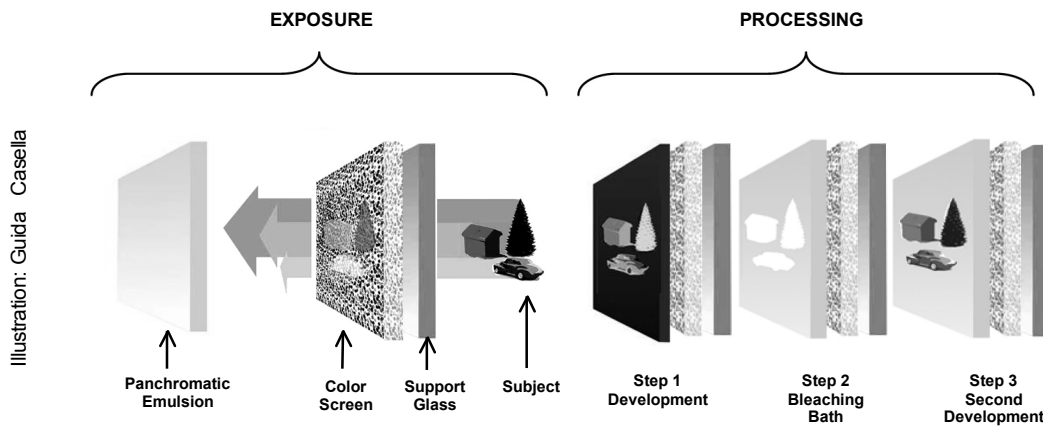 EXPOSURE
PROCESSING
Illustration: Guida Casella
Panchromatic
Emulsion
Color
Screen
Support
Glass
Subject
Step 1
Development
Step 2
Bleaching
Bath
Step 3
Second
Development